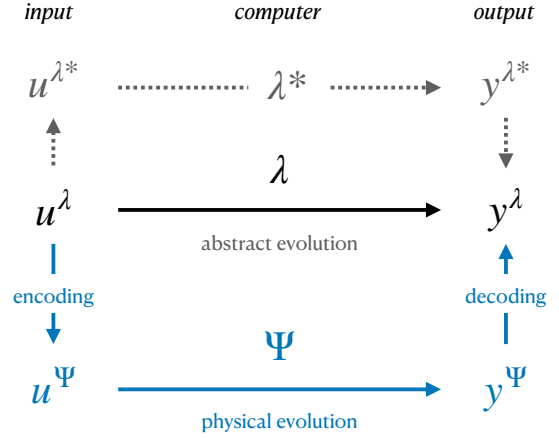 input computer output
u^λ* λ* y^λ*
λ
u^λ y^λ
abstract evolution
encoding decoding
Ψ
u^Ψ y^Ψ
physical evolution